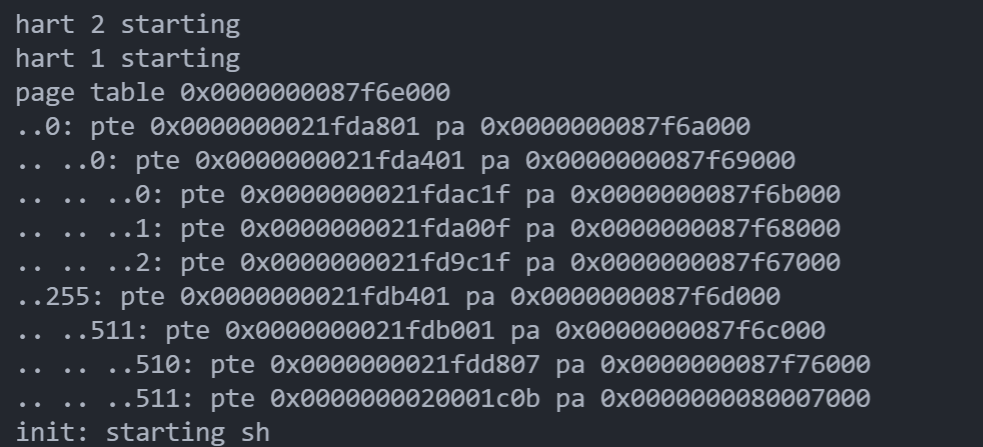 hart 2 starting
hart 1 starting
page table 0x0000000087f6e000
..0: pte 0x0000000021fda801 pa 0x0000000087f6a000
.. ..0: pte 0x0000000021fda401 pa 0x0000000087f69000
.. .. ..0: pte 0x0000000021fdac1f pa 0x0000000087f6b000
.. .. ..1: pte 0x0000000021fda00f pa 0x0000000087f68000
.. .. ..2: pte 0x0000000021fd9c1f pa 0x0000000087f67000
..255: pte 0x0000000021fdb401 pa 0x0000000087f6d000
.. ..511: pte 0x0000000021fdb001 pa 0x0000000087f6c000
.. .. ..510: pte 0x0000000021fdd807 pa 0x0000000087f76000
.. .. ..511: pte 0x0000000020001c0b pa 0x0000000080007000
init: starting sh